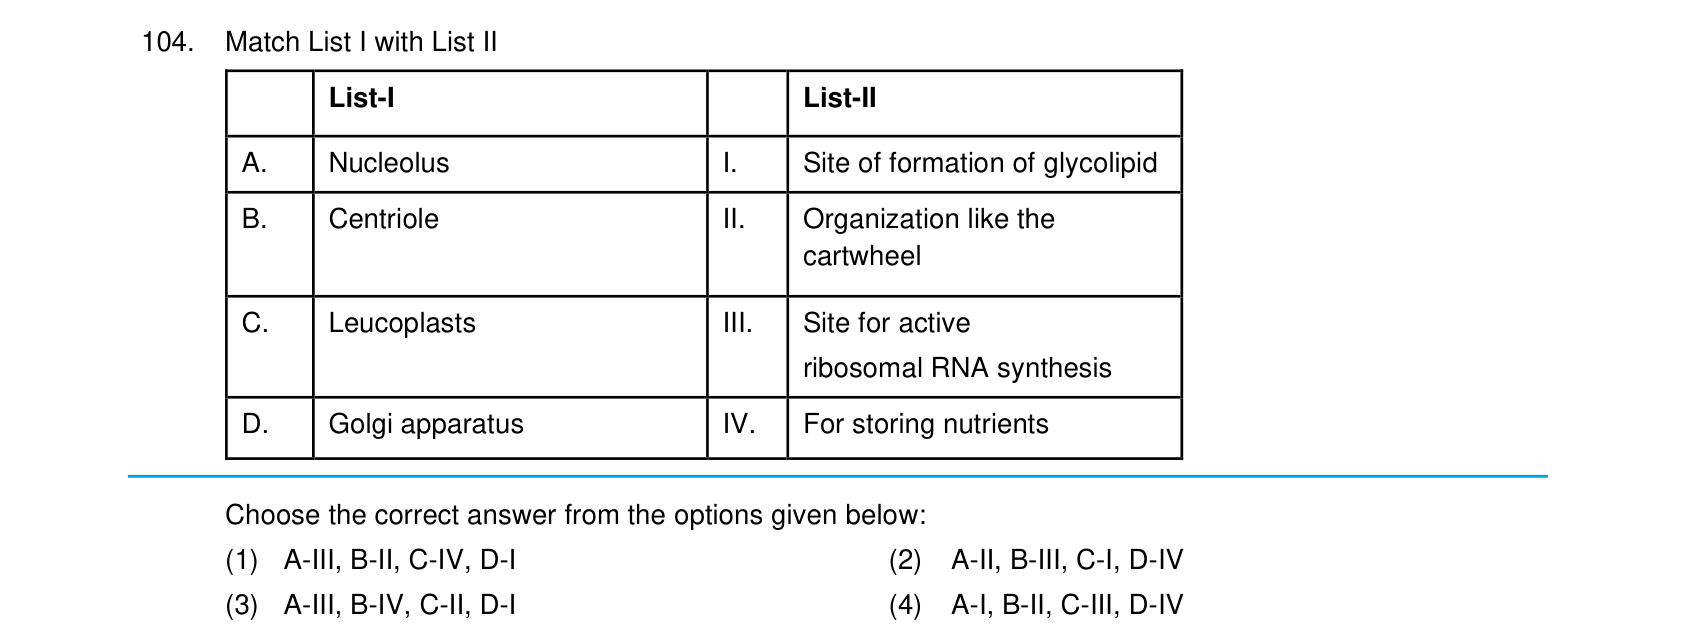 104. Match List I with List II
List-I List-II
A. Nucleolus I. Site of formation of glycolipid
B. Centriole II. Organization like the
cartwheel
C. Leucoplasts III. Site for active
ribosomal RNA synthesis
D. Golgi apparatus IV. For storing nutrients
Choose the correct answer from the options given below:
(1) A-III, B-II, C-IV, D-I (2) A-II, B-III, C-I, D-IV
(3) A-III, B-IV, C-II, D-I (4) A-I, B-II, C-III, D-IV